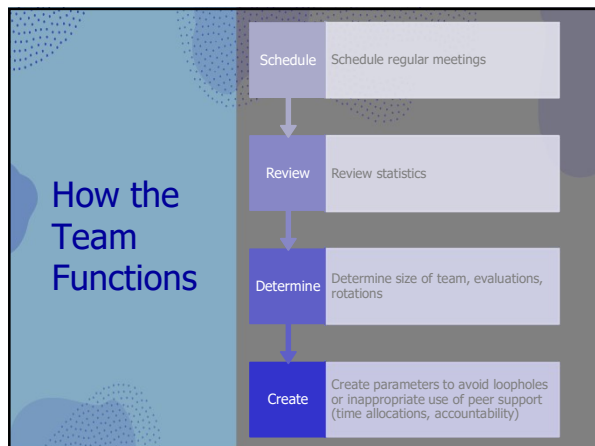 How the
Team
Functions
Schedule
Schedule regular meetings
Review
Review statistics
Determine
Determine size of team, evaluations,
rotations
Create
Create parameters to avoid loopholes
or inappropriate use of peer support
(time allocations, accountability)